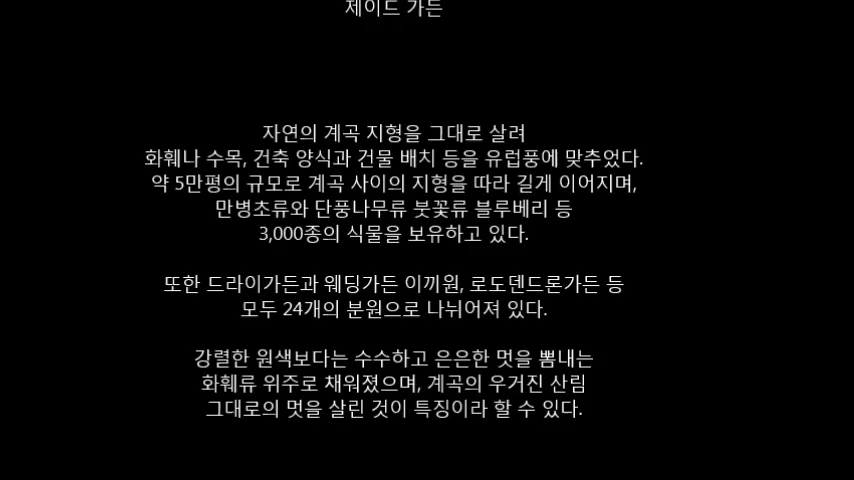 제이드 가든
자연의 계곡 지형을 그대로 살려
화훼나 수목, 건축 양식과 건물 배치 등을 유럽풍에 맞추었다.
약 5만평의 규모로 계곡 사이의 지형을 따라 길게 이어지며,
만병초류와 단풍나무류 붓꽃류 블루베리 등
3,000종의 식물을 보유하고 있다.
또한 드라이가든과 웨딩가든 이끼원, 로도덴드론가든 등
모두 24개의 분원으로 나뉘어져 있다.
강렬한 원색보다는 수수하고 은은한 멋을 뽐내는
화훼류 위주로 채워졌으며, 계곡의 우거진 산림
그대로의 멋을 살린 것이 특징이라 할 수 있다.